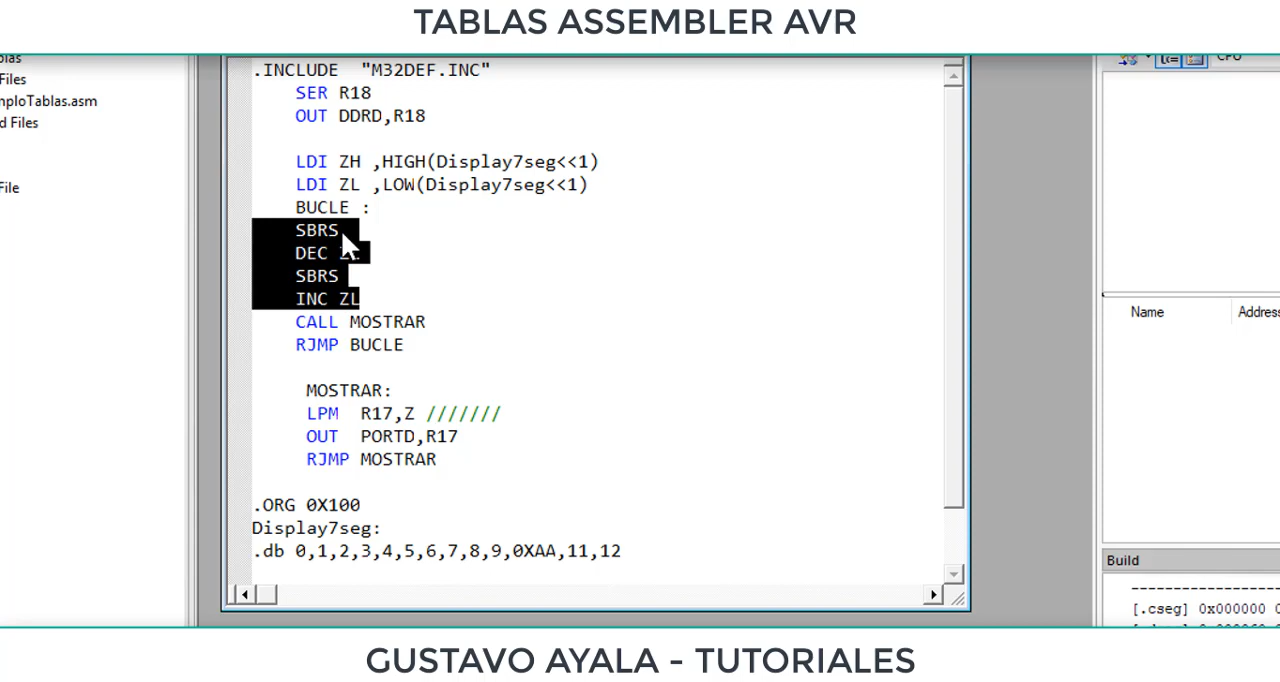 TABLAS ASSEMBLER AVR
Files
mploTablas.asm
d Files
File
.INCLUDE "M32DEF.INC"
SER R18
OUT DDRD,R18
LDI ZH ,HIGH(Display7seg<<1)
LDI ZL ,LOW(Display7seg<<1)
BUCLE :
SBRS
DEC
SBRS
INC ZL
CALL MOSTRAR
RJMP BUCLE
MOSTRAR:
LPM R17,Z ///////
OUT PORTD,R17
RJMP MOSTRAR
.ORG 0X100
Display7seg:
.db 0,1,2,3,4,5,6,7,8,9,0XAA,11,12
CPU
Name Address
Build
[.cseg] 0x000000 0
GUSTAVO AYALA - TUTORIALES